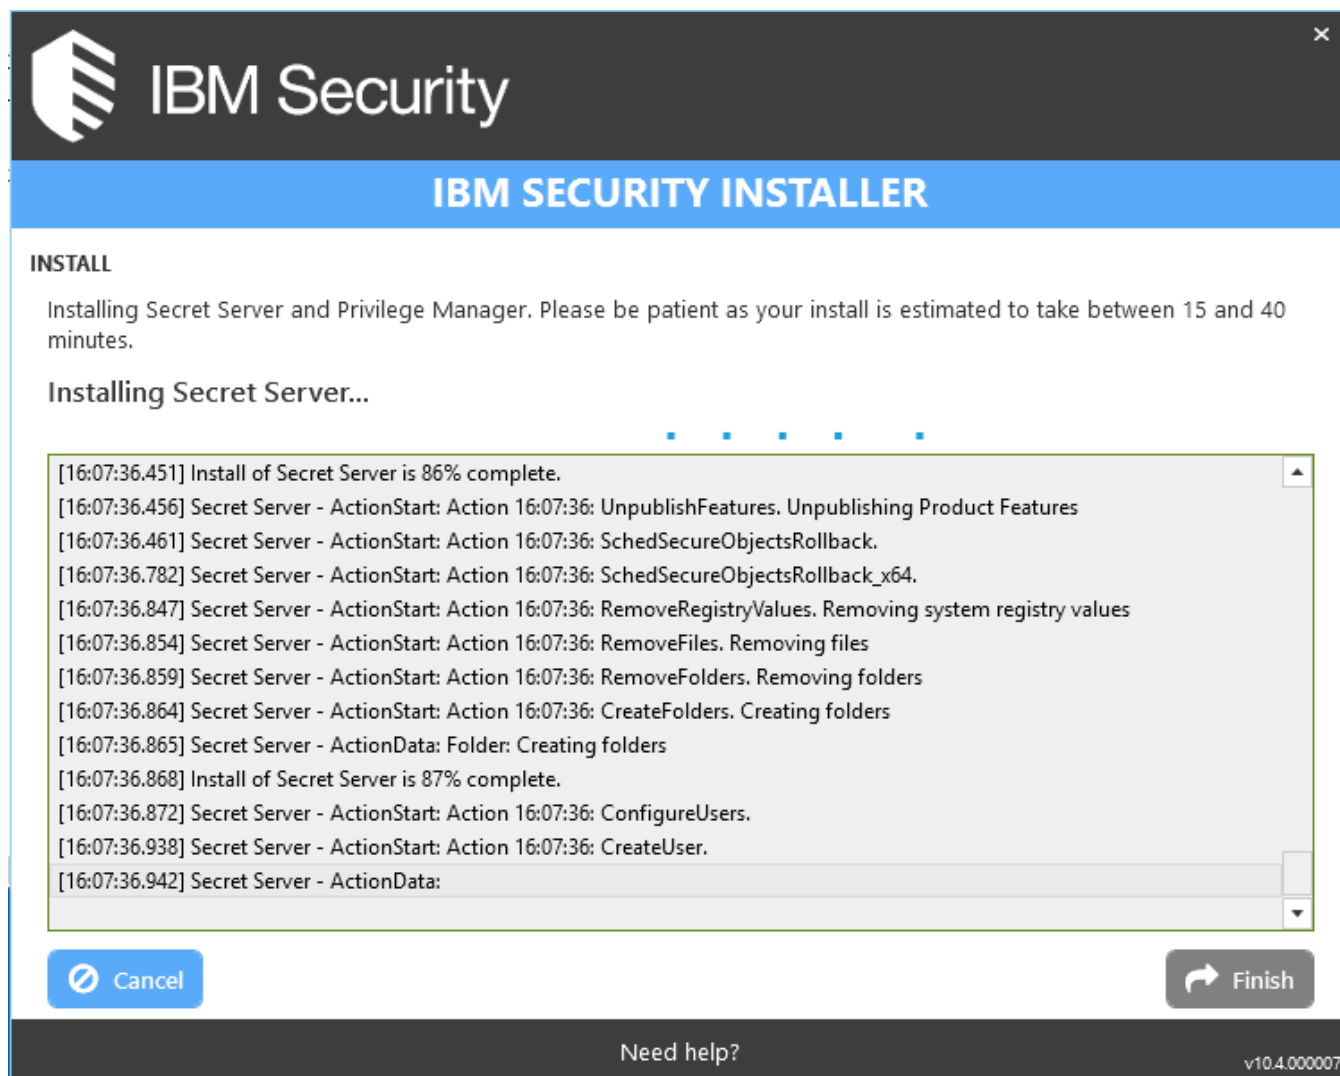 IBM Security
IBM SECURITY INSTALLER
INSTALL
Installing Secret Server and Privilege Manager. Please be patient as your install is estimated to take between 15 and 40
minutes.
Installing Secret Server...
[16:07:36.451] Install of Secret Server is 86% complete.
[16:07:36.456] Secret Server - ActionStart: Action 16:07:36: UnpublishFeatures. Unpublishing Product Features
[16:07:36.461] Secret Server - ActionStart: Action 16:07:36: SchedSecureObjectsRollback.
[16:07:36.782] Secret Server - ActionStart: Action 16:07:36: SchedSecureObjectsRollback_x64.
[16:07:36.847] Secret Server - ActionStart: Action 16:07:36: RemoveRegistryValues. Removing system registry values
[16:07:36.854] Secret Server - ActionStart: Action 16:07:36: RemoveFiles. Removing files
[16:07:36.859] Secret Server - ActionStart: Action 16:07:36: RemoveFolders. Removing folders
[16:07:36.864] Secret Server - ActionStart: Action 16:07:36: CreateFolders. Creating folders
[16:07:36.865] Secret Server - ActionData: Folder: Creating folders
[16:07:36.868] Install of Secret Server is 87% complete.
[16:07:36.872] Secret Server - ActionStart: Action 16:07:36: ConfigureUsers.
[16:07:36.938] Secret Server - ActionStart: Action 16:07:36: CreateUser.
[16:07:36.942] Secret Server - ActionData:
Cancel
Finish
Need help?
v10.4.000007